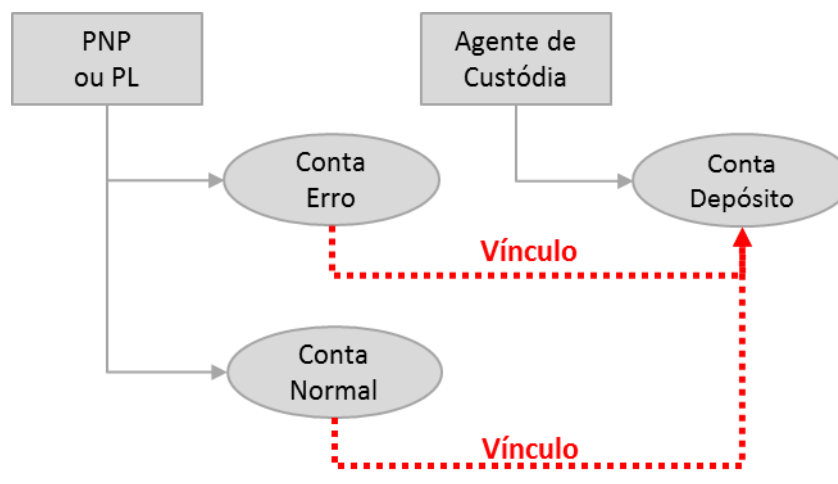 PNP
ou PL
Agente de
Custódia
Conta
Erro
Conta
Depósito
Vínculo
Conta
Normal
Vínculo